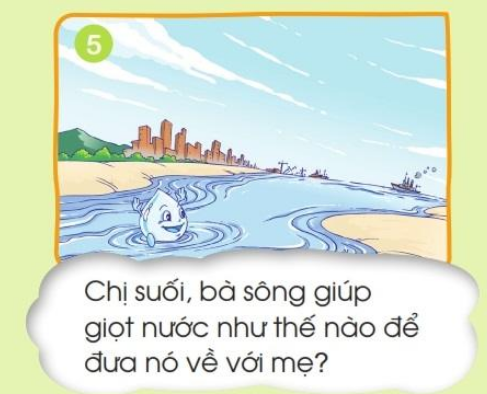 5
Chị suối, bà sông giúp
giọt nước như thế nào để
đưa nó về với mẹ?